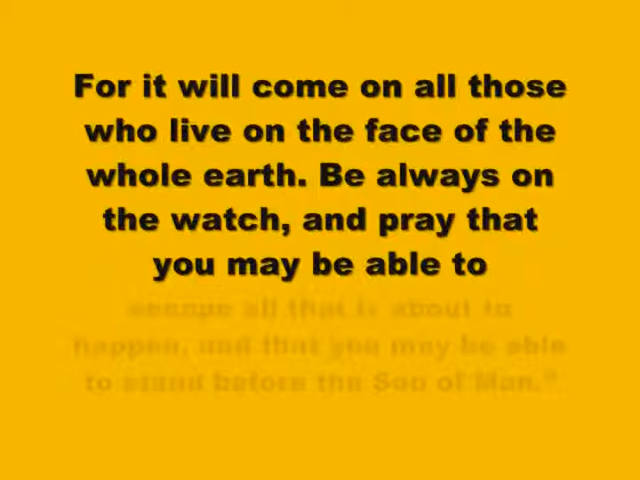 For it will come on all those
who live on the face of the
whole earth. Be always on
the watch, and pray that
you may be able to
escape all that is about to
happen, and that you may be able
to stand before the Son of Man."